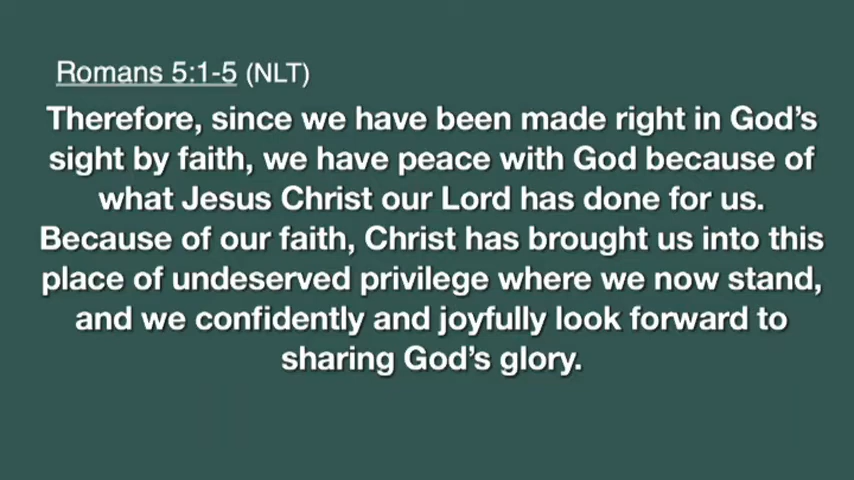 Romans 5:1-5 (NLT)
Therefore, since we have been made right in God’s
sight by faith, we have peace with God because of
what Jesus Christ our Lord has done for us.
Because of our faith, Christ has brought us into this
place of undeserved privilege where we now stand,
and we confidently and joyfully look forward to
sharing God’s glory.